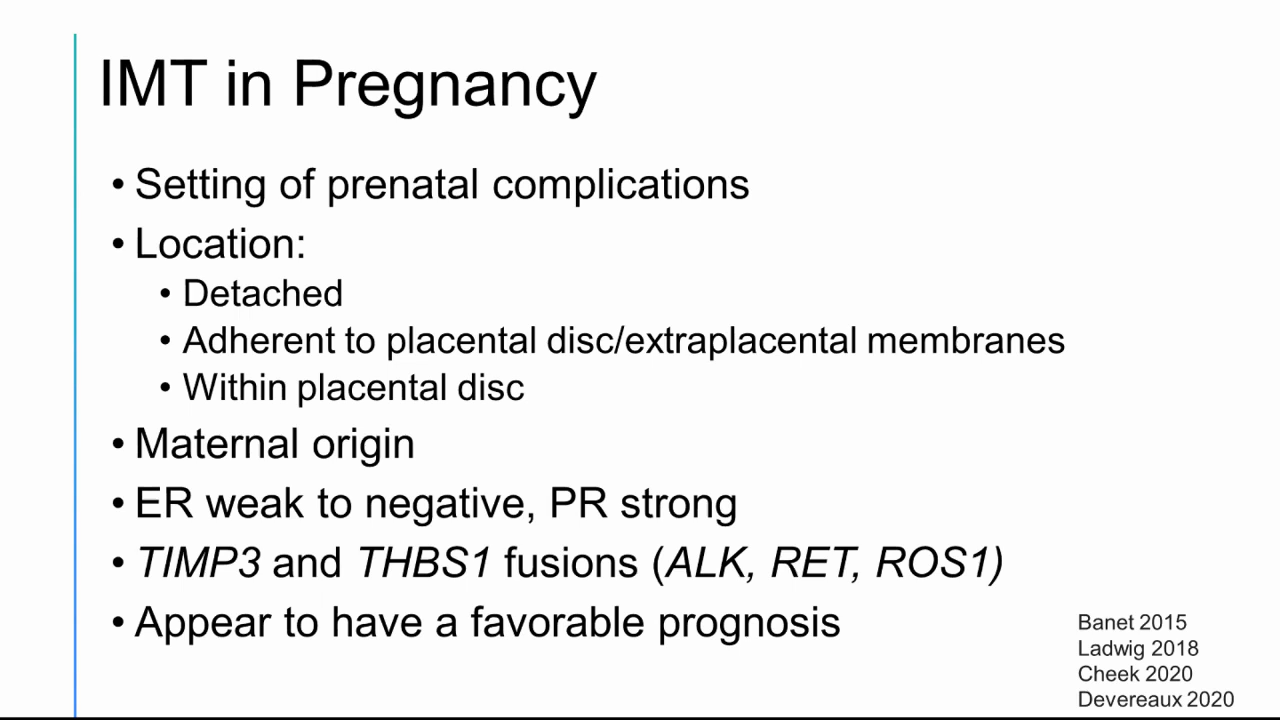 IMT in Pregnancy
• Setting of prenatal complications
• Location:
• Detached
• Adherent to placental disc/extraplacental membranes
• Within placental disc
• Maternal origin
• ER weak to negative, PR strong
• TIMP3 and THBS1 fusions (ALK, RET, ROS1)
• Appear to have a favorable prognosis
Banet 2015
Ladwig 2018
Cheek 2020
Devereaux 2020